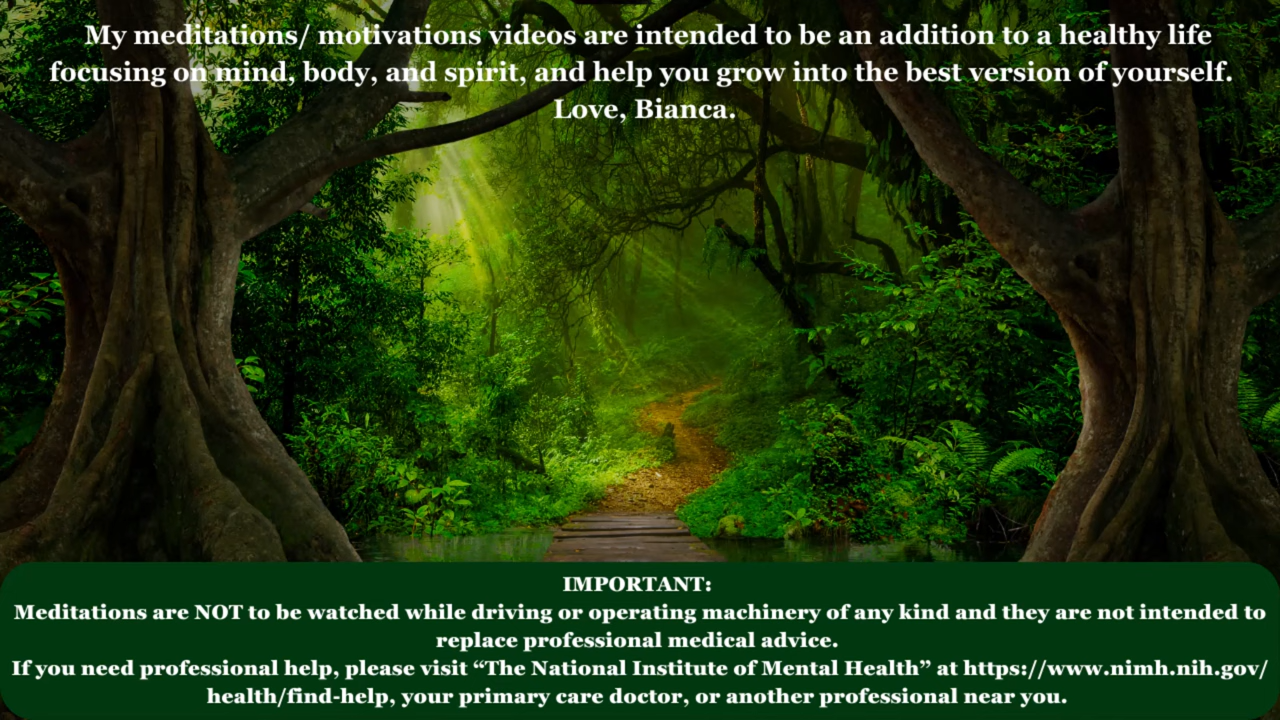 My meditations/ motivations videos are intended to be an addition to a healthy life
focusing on mind, body, and spirit, and help you grow into the best version of yourself.
Love, Bianca.
IMPORTANT:
Meditations are NOT to be watched while driving or operating machinery of any kind and they are not intended to
replace professional medical advice.
If you need professional help, please visit “The National Institute of Mental Health” at https://www.nimh.nih.gov/
health/find-help, your primary care doctor, or another professional near you.